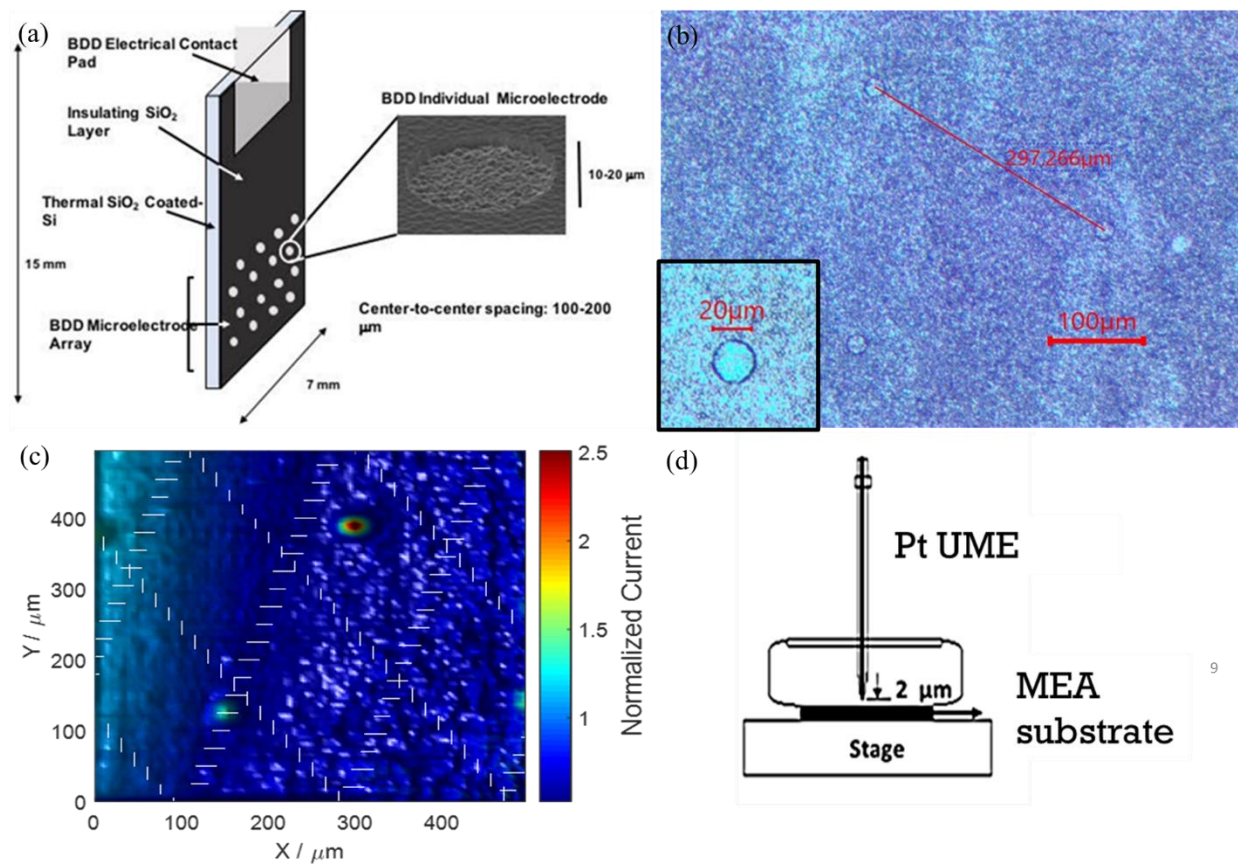 (a)
BDD Electrical Contact
Pad
Insulating SiO₂
Layer
Thermal SiO₂ Coated-
Si
15 mm
BDD Microelectrode
Array
7 mm
BDD Individual Microelectrode
10-20 μm
Center-to-center spacing: 100-200
μm
(b)
297.266μm
20μm
100μm
(c)
Y / μm
400
300
200
100
0
0
100
200
300
400
X / μm
2.5
2
1.5
1
Normalized Current
(d)
Pt UME
2 μm
MEA
substrate
Stage
9